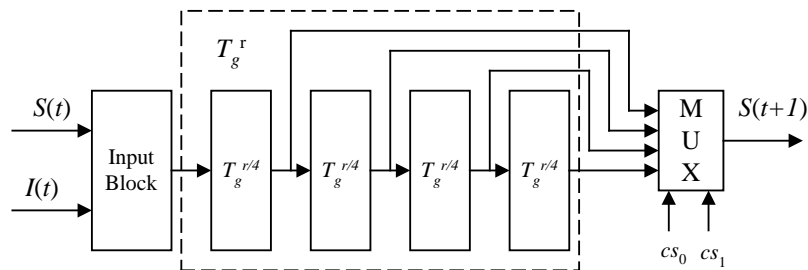 T_g^r
S(t)
I(t)
Input
Block
T_g^{r/4}
T_g^{r/4}
T_g^{r/4}
T_g^{r/4}
M
U
X
S(t+1)
cs_0
cs_1